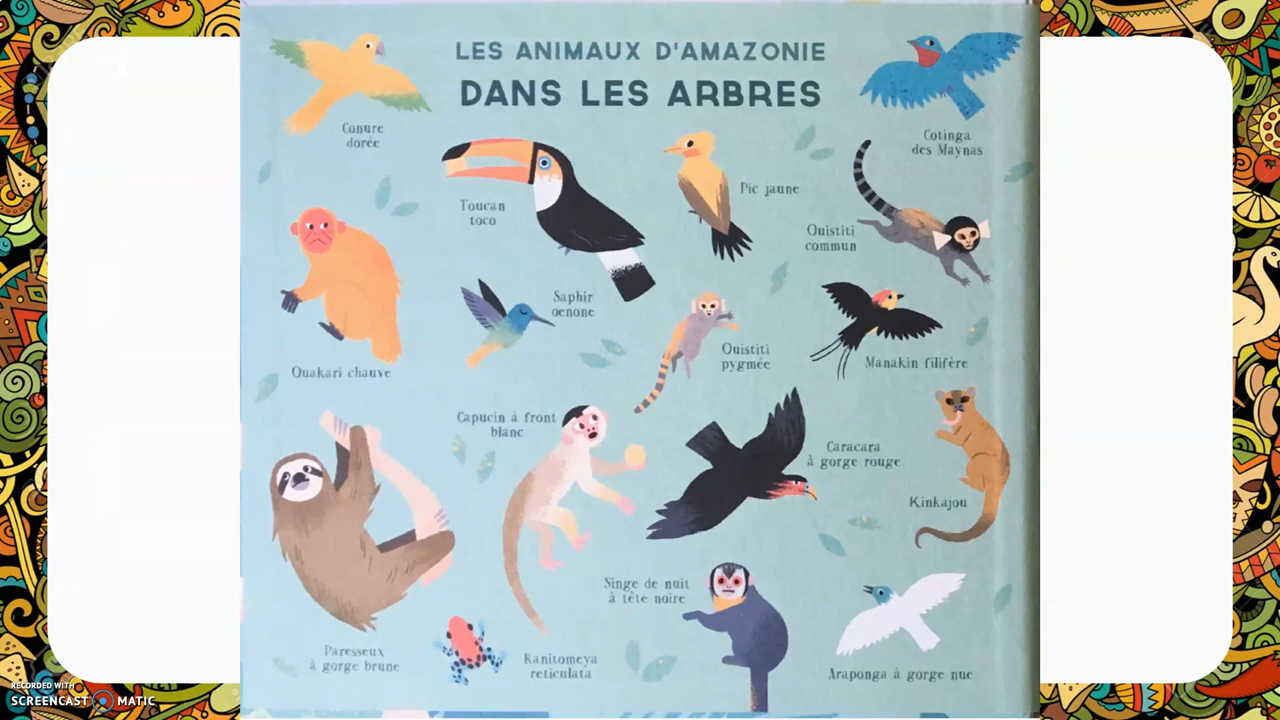 LES ANIMAUX D'AMAZONIE
DANS LES ARBRES
Conure
dorée
Cotinga
des Maynas
Toucan
toco
Pic jaune
Ouistiti
commun
Saphir
oenone
Ouistiti
pygmée
Manakin filifère
Ouakari chauve
Capucin à front
blanc
Caracara
à gorge rouge
Kinkajou
Singe de nuit
à tête noire
Paresseux
à gorge brune
Kanitomeya
reticulata
Araponga à gorge nue
RECORDED WITH
SCREENCAST MATIC